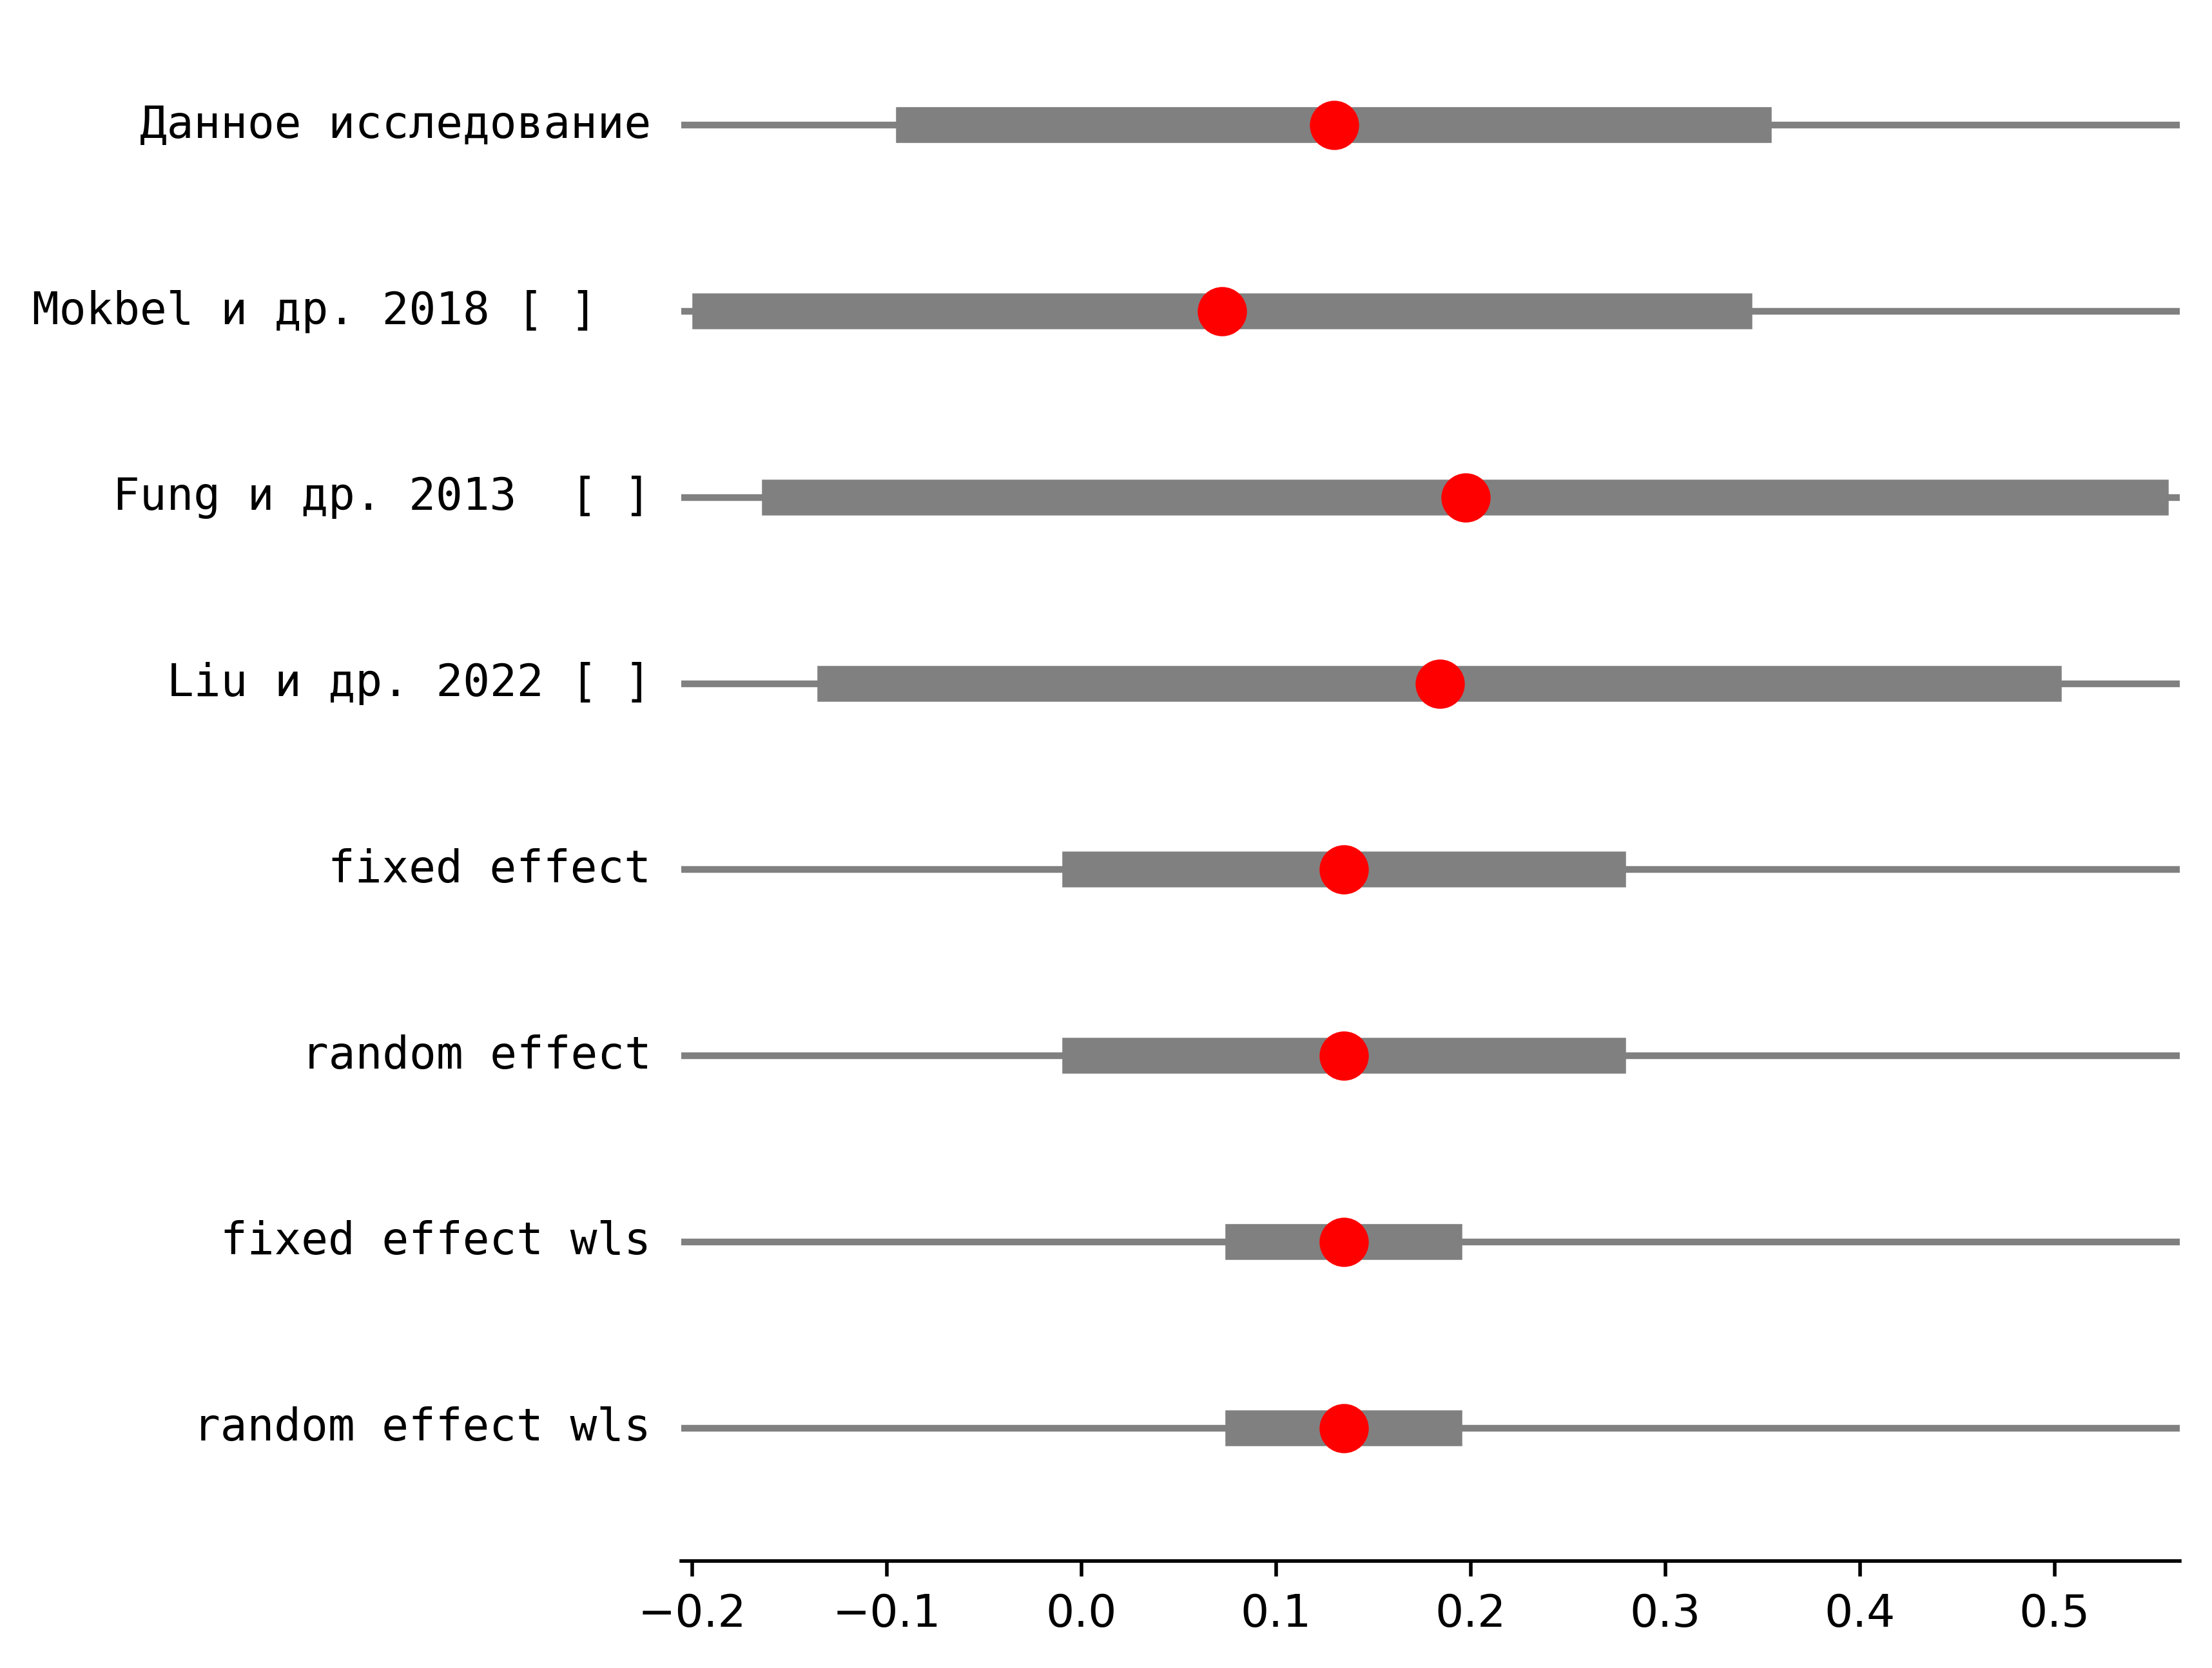 Данное исследование
Mokbel и др. 2018 [ ]
Fung и др. 2013  [ ]
Liu и др. 2022 [ ]
fixed effect
random effect
fixed effect wls
random effect wls
−0.2 −0.1 0.0 0.1 0.2 0.3 0.4 0.5